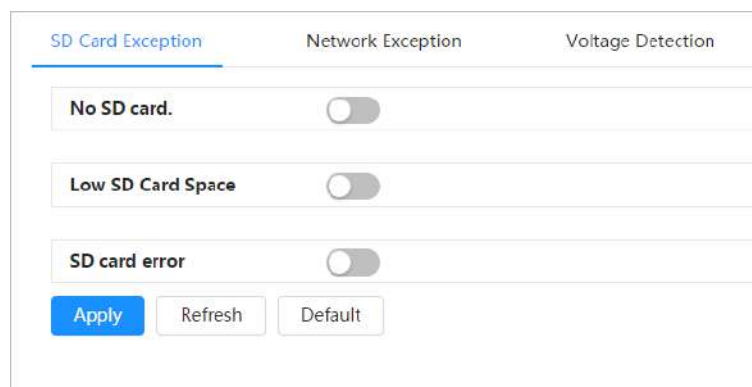 SD Card Exception Network Exception Voltage Detection
No SD card.
Low SD Card Space
SD card error
Apply Refresh Default